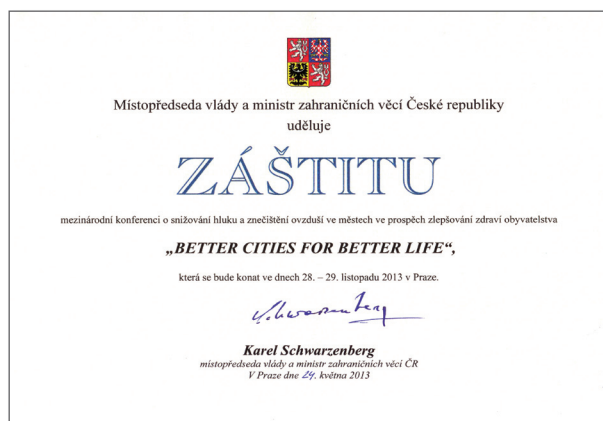 Místopředseda vlády a ministr zahraničních věcí České republiky
uděluje
ZÁŠTITU
mezinárodní konferenci o snižování hluku a znečištění ovzduší ve městech ve prospěch zlepšování zdraví obyvatelstva
„BETTER CITIES FOR BETTER LIFE“,
která se bude konat ve dnech 28. – 29. listopadu 2013 v Praze.
Schwarzenberg
Karel Schwarzenberg
místopředseda vlády a ministr zahraničních věcí ČR
V Praze dne 24. května 2013